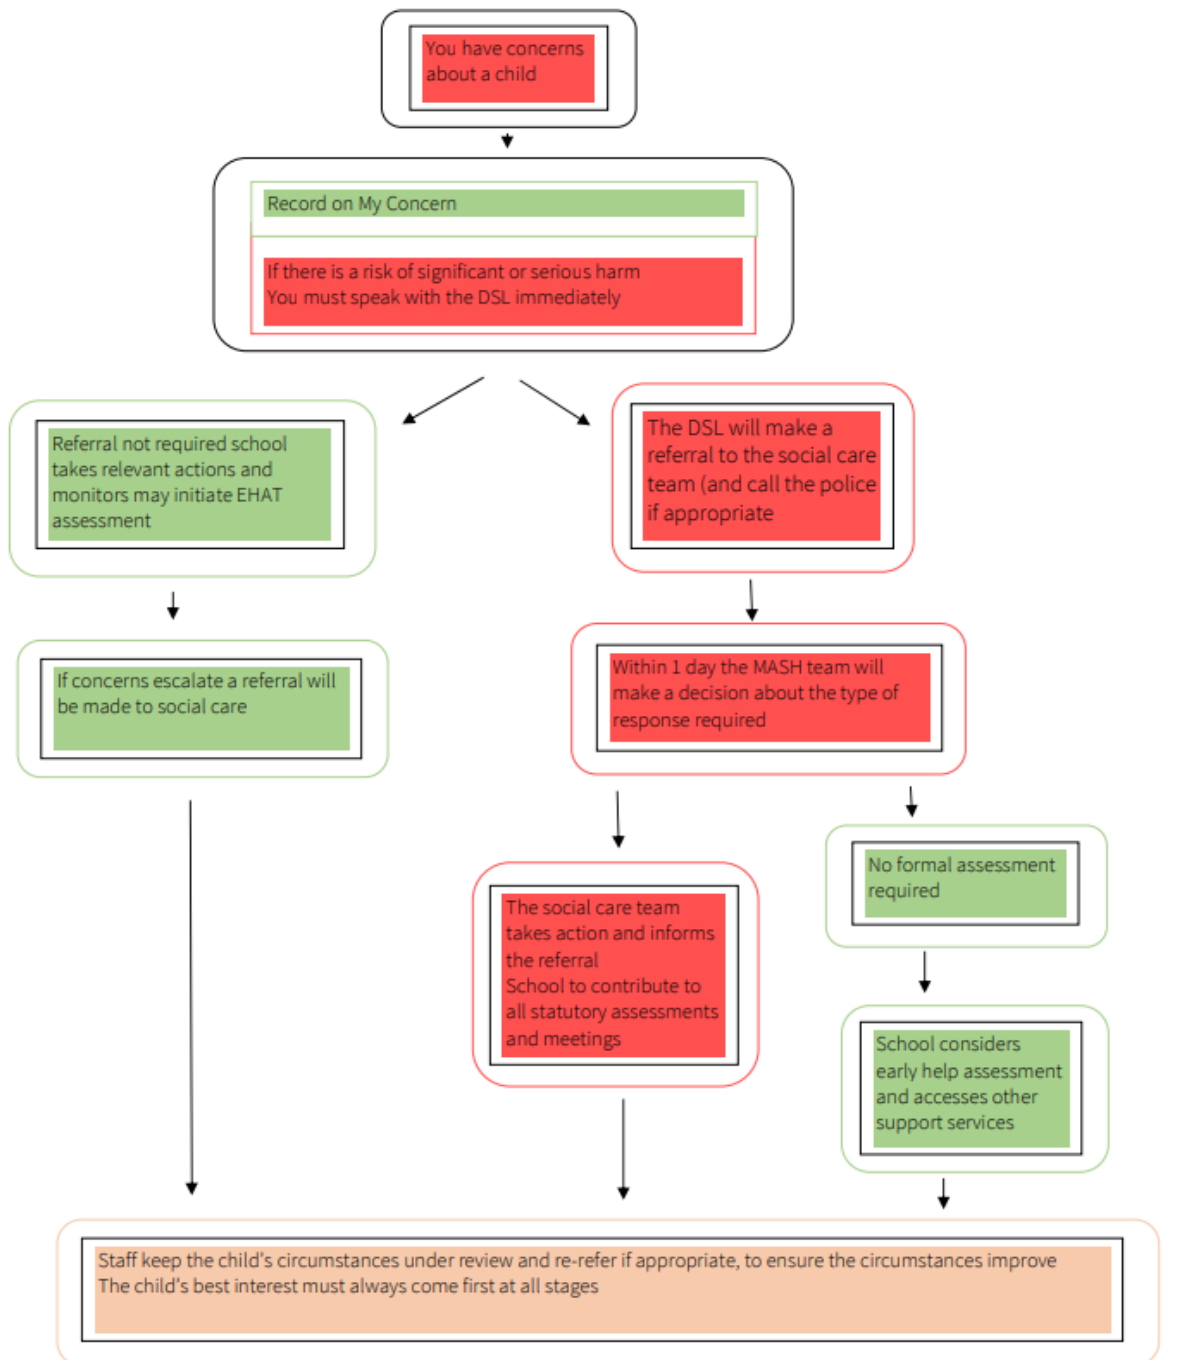 You have concerns
about a child
Record on My Concern
If there is a risk of significant or serious harm
You must speak with the DSL immediately
Referral not required school
takes relevant actions and
monitors may initiate EHAT
assessment
The DSL will make a
referral to the social care
team (and call the police
if appropriate
If concerns escalate a referral will
be made to social care
Within 1 day the MASH team will
make a decision about the type of
response required
The social care team
takes action and informs
the referral
School to contribute to
all statutory assessments
and meetings
No formal assessment
required
School considers
early help assessment
and accesses other
support services
Staff keep the child's circumstances under review and re-refer if appropriate, to ensure the circumstances improve
The child's best interest must always come first at all stages